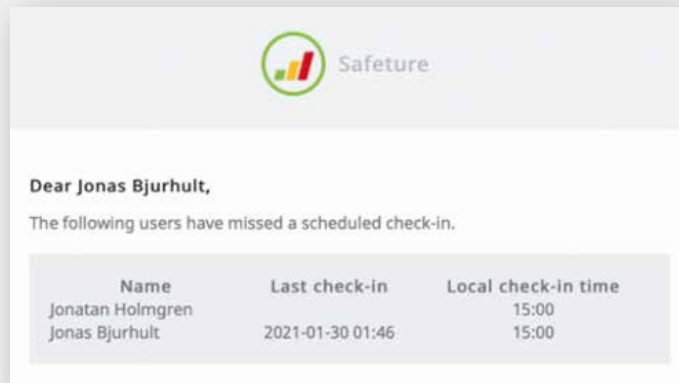 Safeture
Dear Jonas Bjurhult,
The following users have missed a scheduled check-in.
Name Last check-in Local check-in time
Jonatan Holmgren 15:00
Jonas Bjurhult 2021-01-30 01:46 15:00